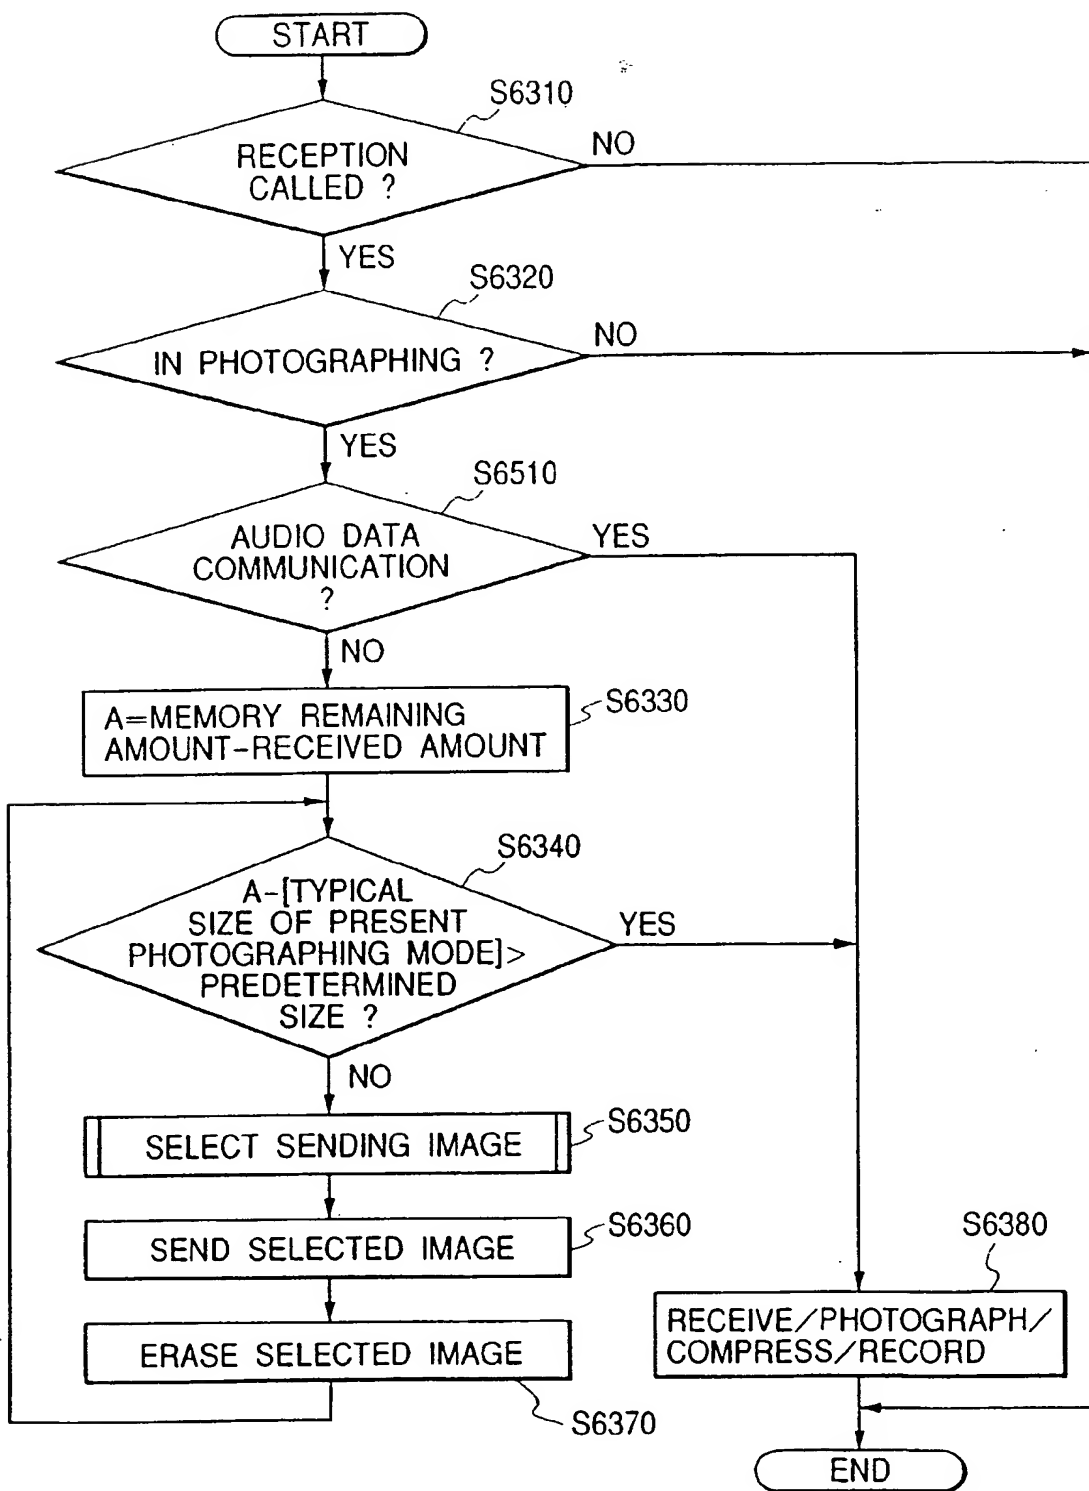 START
S6310
RECEPTION
CALLED ?
NO
YES
S6320
IN PHOTOGRAPHING ?
NO
YES
S6510
AUDIO DATA
COMMUNICATION
?
YES
NO
S6330
A=MEMORY REMAINING
AMOUNT-RECEIVED AMOUNT
S6340
A-[TYPICAL
SIZE OF PRESENT
PHOTOGRAPHING MODE]>
PREDETERMINED
SIZE ?
YES
NO
S6350
SELECT SENDING IMAGE
S6360
SEND SELECTED IMAGE
ERASE SELECTED IMAGE
S6370
S6380
RECEIVE/PHOTOGRAPH/
COMPRESS/RECORD
END